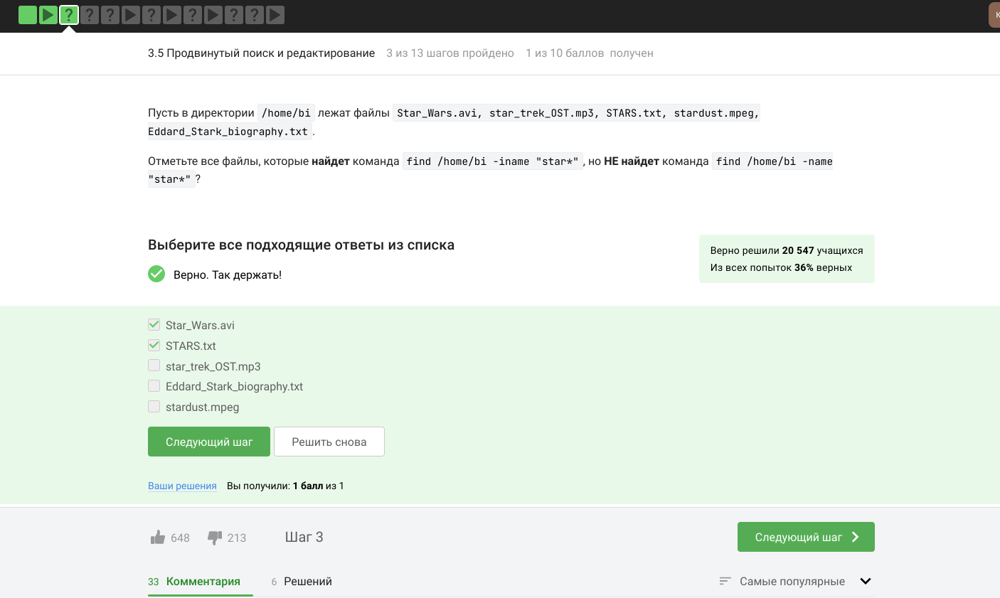 ? ? ? ? ? ? ?
К
3.5 Продвинутый поиск и редактирование 3 из 13 шагов пройдено 1 из 10 баллов получен
Пусть в директории /home/bi лежат файлы Star_Wars.avi, star_trek_OST.mp3, STARS.txt, stardust.mpeg,
Eddard_Stark_biography.txt.
Отметьте все файлы, которые найдет команда find /home/bi -iname "star*", но НЕ найдет команда find /home/bi -name
"star*"?
Выберите все подходящие ответы из списка
Верно. Так держать!
Верно решили 20 547 учащихся
Из всех попыток 36% верных
Star_Wars.avi
STARS.txt
star_trek_OST.mp3
Eddard_Stark_biography.txt
stardust.mpeg
Следующий шаг Решить снова
Ваши решения Вы получили: 1 балл из 1
648 213 Шаг 3 Следующий шаг
33 Комментария 6 Решений Самые популярные